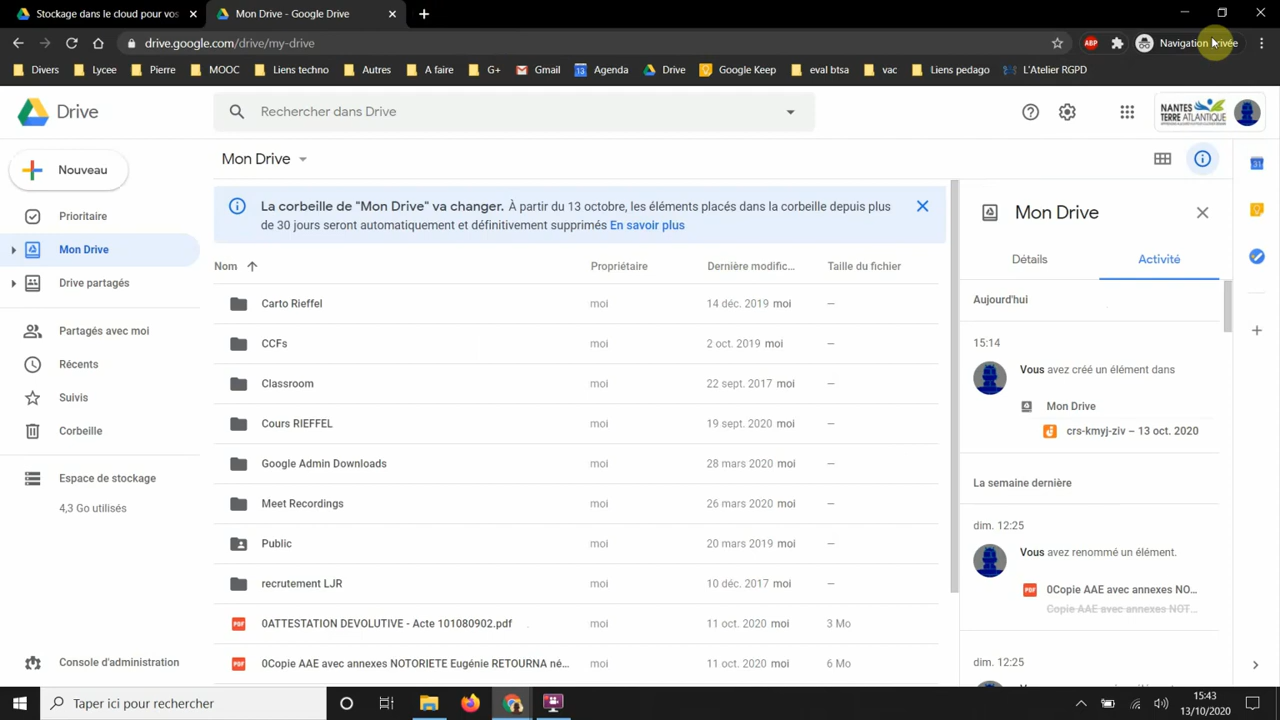 Stockage dans le cloud pour vos
Mon Drive - Google Drive
drive.google.com/drive/my-drive
ABP
Navigation privée
Divers
Lycee
Pierre
MOOC
Liens techno
Autres
A faire
G+
Gmail
Agenda
Drive
Google Keep
eval btsa
vac
Liens pedago
L'Atelier RGPD
Drive
Rechercher dans Drive
NANTES
TERRE ATLANTIQUE
Nouveau
Mon Drive
Prioritaire
Mon Drive
Drive partagés
Partagés avec moi
Récents
Suivis
Corbeille
Espace de stockage
4,3 Go utilisés
Console d'administration
La corbeille de "Mon Drive" va changer. À partir du 13 octobre, les éléments placés dans la corbeille depuis plus
de 30 jours seront automatiquement et définitivement supprimés En savoir plus
Nom Propriétaire Dernière modific... Taille du fichier
Carto Rieffel moi 14 déc. 2019 moi –
CCFs moi 2 oct. 2019 moi –
Classroom moi 22 sept. 2017 moi –
Cours RIEFFEL moi 19 sept. 2020 moi –
Google Admin Downloads moi 28 mars 2020 moi –
Meet Recordings moi 26 mars 2020 moi –
Public moi 20 mars 2019 moi –
recrutement LJR moi 10 déc. 2017 moi –
0ATTESTATION DEVOLUTIVE - Acte 101080902.pdf moi 11 oct. 2020 moi 3 Mo
0Copie AAE avec annexes NOTORIETE Eugénie RETOURNA né... moi 11 oct. 2020 moi 6 Mo
Mon Drive
Détails
Activité
Aujourd'hui
15:14
Vous avez créé un élément dans
Mon Drive
crs-kmyj-ziv – 13 oct. 2020
La semaine dernière
dim. 12:25
Vous avez renommé un élément.
0Copie AAE avec annexes NO...
Copie AAE avec annexes NOT...
dim. 12:25
31
Taper ici pour rechercher
15:43
13/10/2020